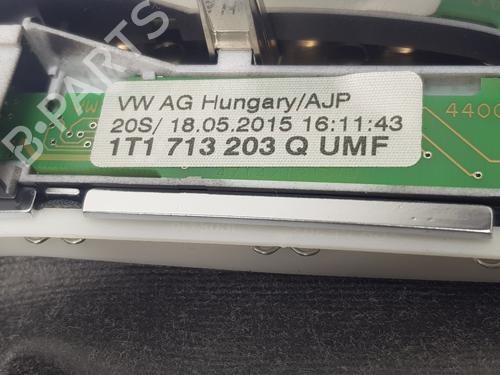 VW AG Hungary/AJP
20S/ 18.05.2015 16:11:43
1T1 713 203 Q UMF
4400
B-PARTS